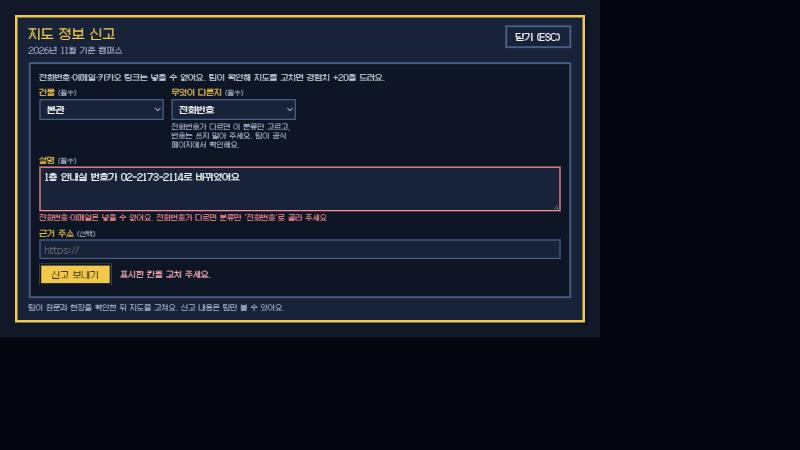 지도 정보 신고
닫기 (ESC)
2026년 11월 기준 캠퍼스
전화번호·이메일·카카오 링크는 넣을 수 없어요. 팀이 확인해 지도를 고치면 경험치 +20을 드려요.
건물 (필수)
무엇이 다른지 (필수)
본관
전화번호
전화번호가 다르면 이 분류만 고르고,
번호는 쓰지 말아 주세요. 팀이 공식
페이지에서 확인해요.
설명 (필수)
1층 안내실 번호가 02-2173-2114로 바뀌었어요
전화번호·이메일은 넣을 수 없어요. 전화번호가 다르면 분류만 '전화번호'로 골라 주세요
근거 주소 (선택)
https://
신고 보내기
표시한 칸을 고쳐 주세요.
팀이 원문과 현장을 확인한 뒤 지도를 고쳐요. 신고 내용은 팀만 볼 수 있어요.